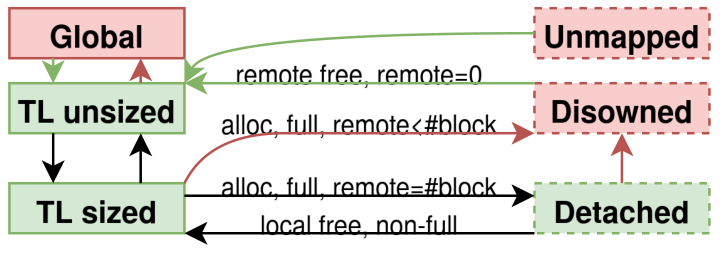 Global
Unmapped
remote free, remote=0
TL unsized
Disowned
alloc, full, remote<#block
alloc, full, remote=#block
TL sized
Detached
local free, non-full